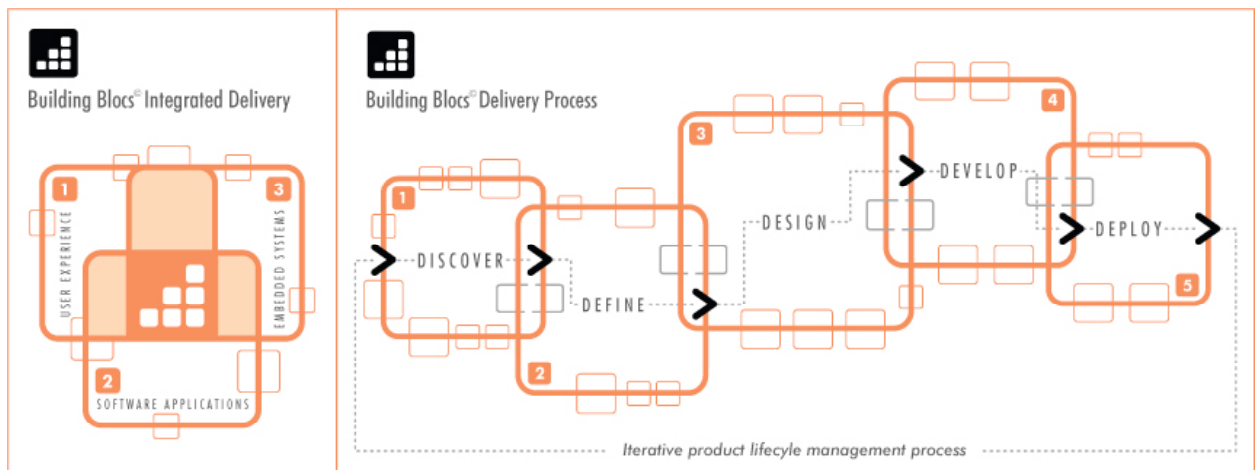 Building Blocs© Integrated Delivery
1
USER EXPERIENCE
3
EMBEDDED SYSTEMS
2
SOFTWARE APPLICATIONS
Building Blocs© Delivery Process
1
DISCOVER
2
DEFINE
3
DESIGN
4
DEVELOP
DEPLOY
5
Iterative product lifecyle management process